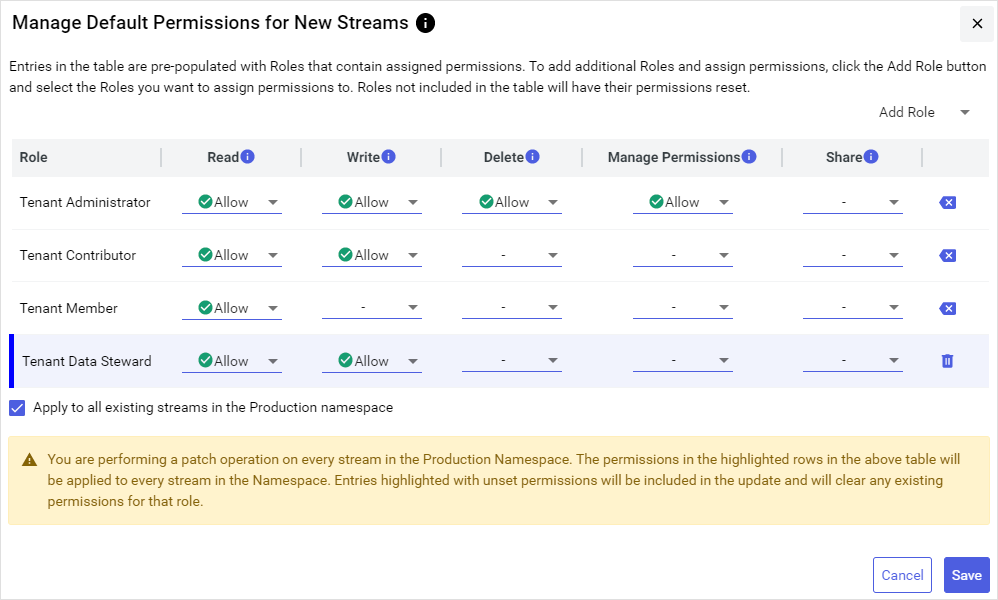 Manage Default Permissions for New Streams
Entries in the table are pre-populated with Roles that contain assigned permissions. To add additional Roles and assign permissions, click the Add Role button
and select the Roles you want to assign permissions to. Roles not included in the table will have their permissions reset.
Add Role
Role Read Write Delete Manage Permissions Share
Tenant Administrator Allow Allow Allow Allow -
Tenant Contributor Allow Allow - - -
Tenant Member Allow - - - -
Tenant Data Steward Allow Allow - - -
Apply to all existing streams in the Production namespace
You are performing a patch operation on every stream in the Production Namespace. The permissions in the highlighted rows in the above table will
be applied to every stream in the Namespace. Entries highlighted with unset permissions will be included in the update and will clear any existing
permissions for that role.
Cancel Save